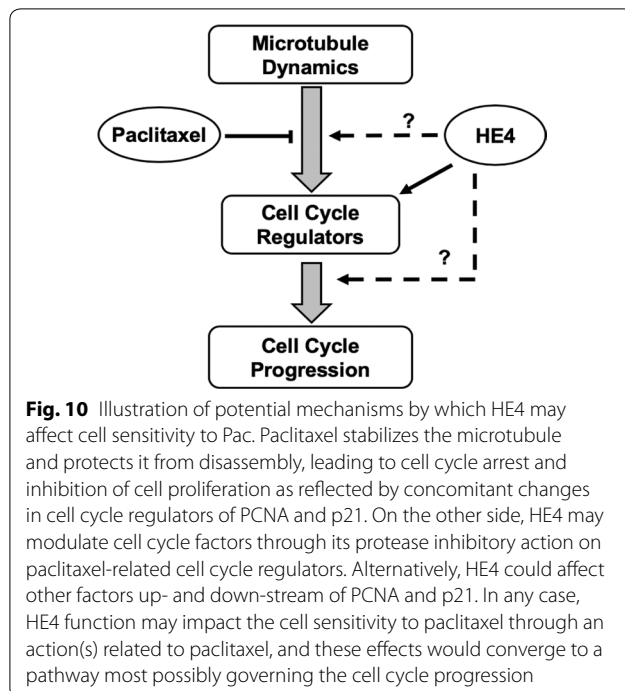 Microtubule
Dynamics
?
Paclitaxel
HE4
Cell Cycle
Regulators
?
Cell Cycle
Progression
Fig. 10 Illustration of potential mechanisms by which HE4 may
affect cell sensitivity to Pac. Paclitaxel stabilizes the microtubule
and protects it from disassembly, leading to cell cycle arrest and
inhibition of cell proliferation as reflected by concomitant changes
in cell cycle regulators of PCNA and p21. On the other side, HE4 may
modulate cell cycle factors through its protease inhibitory action on
paclitaxel-related cell cycle regulators. Alternatively, HE4 could affect
other factors up- and down-stream of PCNA and p21. In any case,
HE4 function may impact the cell sensitivity to paclitaxel through an
action(s) related to paclitaxel, and these effects would converge to a
pathway most possibly governing the cell cycle progression